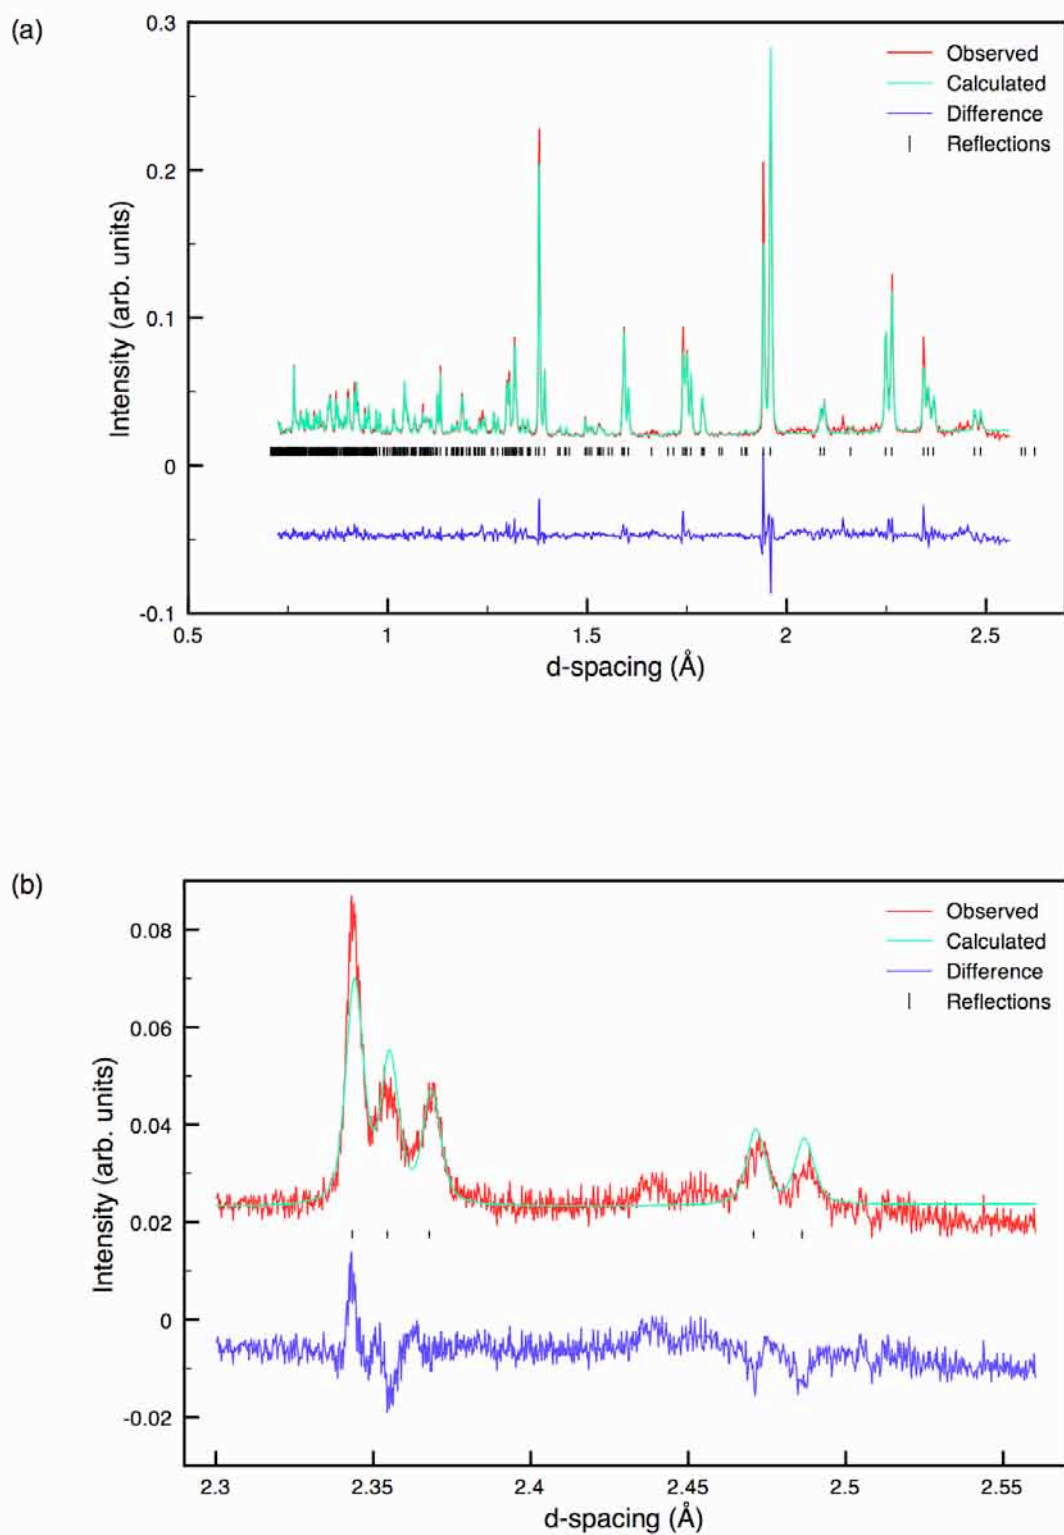 (a)
0.3
0.2
0.1
0
-0.1
Intensity (arb. units)
Observed
Calculated
Difference
Reflections
0.5 1 1.5 2 2.5
d-spacing (Å)
(b)
0.08
0.06
0.04
0.02
0
-0.02
Intensity (arb. units)
Observed
Calculated
Difference
Reflections
2.3 2.35 2.4 2.45 2.5 2.55
d-spacing (Å)